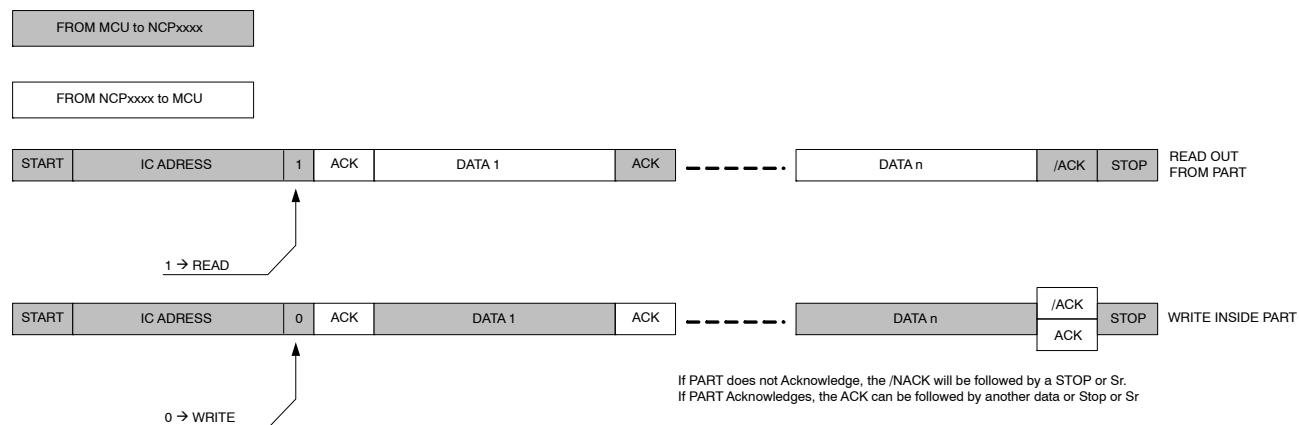 FROM MCU to NCPxxxx
FROM NCPxxxx to MCU
START IC ADRESS 1 ACK DATA 1 ACK DATA n /ACK STOP READ OUT
FROM PART
1 → READ
START IC ADRESS 0 ACK DATA 1 ACK DATA n /ACK STOP WRITE INSIDE PART
ACK
If PART does not Acknowledge, the /NACK will be followed by a STOP or Sr.
If PART Acknowledges, the ACK can be followed by another data or Stop or Sr
0 → WRITE